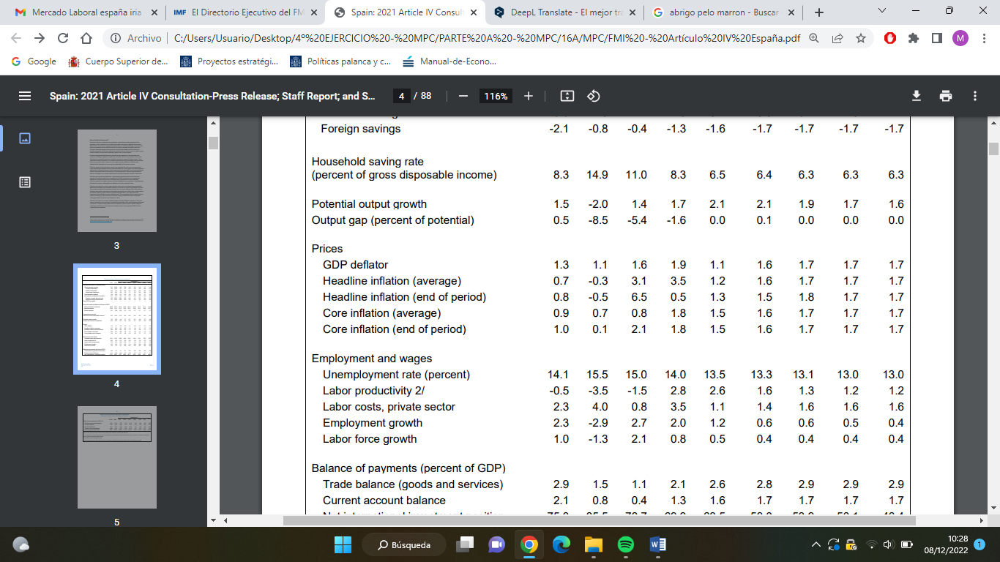 Mercado Laboral españa iria
IMF El Directorio Ejecutivo del FM
Spain: 2021 Article IV Consult
DeepL Translate - El mejor tra
abrigo pelo marron - Buscar
Archivo | C:/Users/Usuario/Desktop/4º%20EJERCICIO%20-%20MPC/PARTE%20A%20-%20MPC/16A/MPC/FMI%20-%20Artículo%20IV%20España.pdf
M
Google Cuerpo Superior de... Proyectos estratégi... Políticas palanca y c... Manual-de-Econo...
Spain: 2021 Article IV Consultation-Press Release; Staff Report; and S... 4 / 88 116%
3
4
5
Foreign savings -2.1 -0.8 -0.4 -1.3 -1.6 -1.7 -1.7 -1.7 -1.7
Household saving rate
(percent of gross disposable income) 8.3 14.9 11.0 8.3 6.5 6.4 6.3 6.3 6.3
Potential output growth 1.5 -2.0 1.4 1.7 2.1 2.1 1.9 1.7 1.6
Output gap (percent of potential) 0.5 -8.5 -5.4 -1.6 0.0 0.1 0.0 0.0 0.0
Prices
GDP deflator 1.3 1.1 1.6 1.9 1.1 1.6 1.7 1.7 1.7
Headline inflation (average) 0.7 -0.3 3.1 3.5 1.2 1.6 1.7 1.7 1.7
Headline inflation (end of period) 0.8 -0.5 6.5 0.5 1.3 1.5 1.8 1.7 1.7
Core inflation (average) 0.9 0.7 0.8 1.8 1.5 1.6 1.7 1.7 1.7
Core inflation (end of period) 1.0 0.1 2.1 1.8 1.5 1.6 1.7 1.7 1.7
Employment and wages
Unemployment rate (percent) 14.1 15.5 15.0 14.0 13.5 13.3 13.1 13.0 13.0
Labor productivity 2/ -0.5 -3.5 -1.5 2.8 2.6 1.6 1.3 1.2 1.2
Labor costs, private sector 2.3 4.0 0.8 3.5 1.1 1.4 1.6 1.6 1.6
Employment growth 2.3 -2.9 2.7 2.0 1.2 0.6 0.6 0.5 0.4
Labor force growth 1.0 -1.3 2.1 0.8 0.5 0.4 0.4 0.4 0.4
Balance of payments (percent of GDP)
Trade balance (goods and services) 2.9 1.5 1.1 2.1 2.6 2.8 2.9 2.9 2.9
Current account balance 2.1 0.8 0.4 1.3 1.6 1.7 1.7 1.7 1.7
Búsqueda
10:28
08/12/2022
1